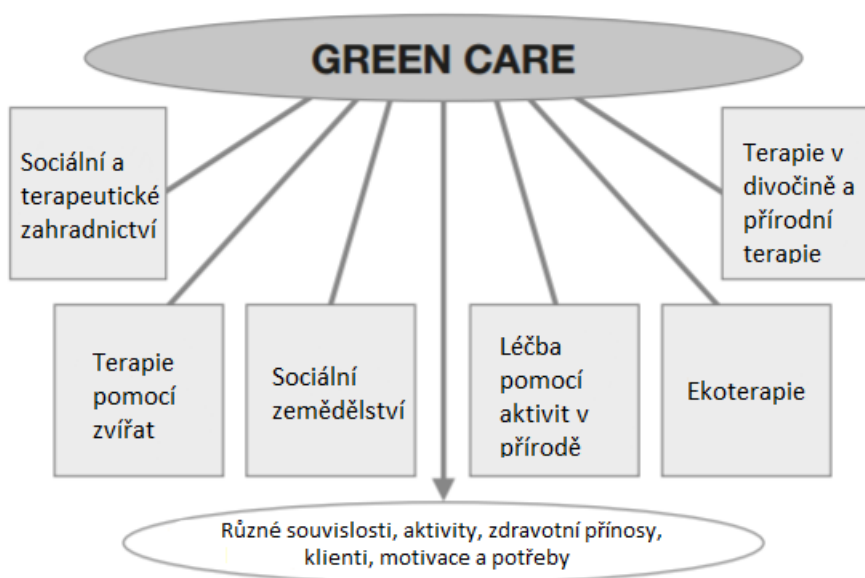 GREEN CARE
Sociální a
terapeutické
zahradnictví
Terapie v
divočině a
přírodní
terapie
Terapie
pomocí
zvířat
Sociální
zemědělství
Léčba
pomocí
aktivit v
přírodě
Ekoterapie
Různé souvislosti, aktivity, zdravotní přínosy,
klienti, motivace a potřeby